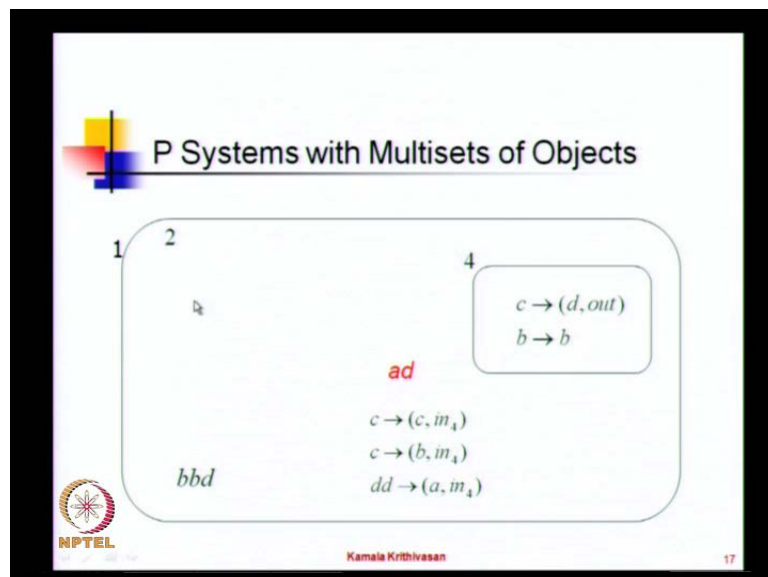 P Systems with Multisets of Objects
1
2
4
c → (d, out)
b → b
ad
c → (c, in₄)
c → (b, in₄)
dd → (a, in₄)
bbd
NPTEL
Kamala Krithivasan
17